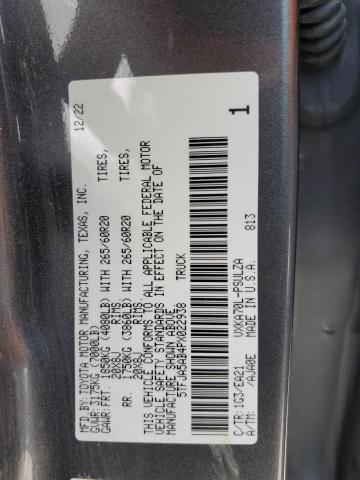 MFD.BY: TOYOTA MOTOR MANUFACTURING, TEXAS, INC. 12/22
GVWR: 3175KG (7000LB)
GAWR: FRT. 1850KG (4080LB) WITH 265/60R20 TIRES,
20X8J RIMS
RR. 1750KG (3860LB) WITH 265/60R20 TIRES,
20X8J RIMS
THIS VEHICLE CONFORMS TO ALL APPLICABLE FEDERAL MOTOR
VEHICLE SAFETY STANDARDS IN EFFECT ON THE DATE OF
MANUFACTURE SHOWN ABOVE.
TRUCK
C/TR: 1G3/EA21 VXKA70L-PSULZA 1
A/TM: /AJA0E MADE IN U.S.A. 813